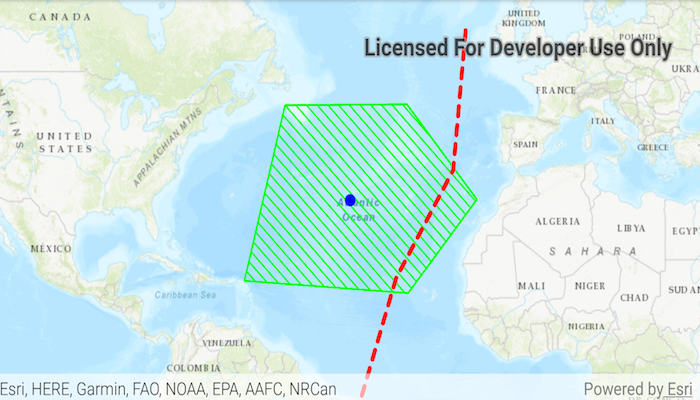 CANADA
UNITED
KINGDOM
Licensed For Developer Use Only
POLAND
UKRA
FRANCE
ITALY
SPAIN
GREECE
UNITED
STATES
APPALACHIAN MTNS
Atlantic
Ocean
ALGERIA
LIBYA
EGYP
SAHARA
MÉXICO
MALI
NIGER
CHAD
SUDAN
Caribbean Sea
NIGERIA
VENEZUELA
COLOMBIA
Esri, HERE, Garmin, FAO, NOAA, EPA, AAFC, NRCan
Powered by Esri